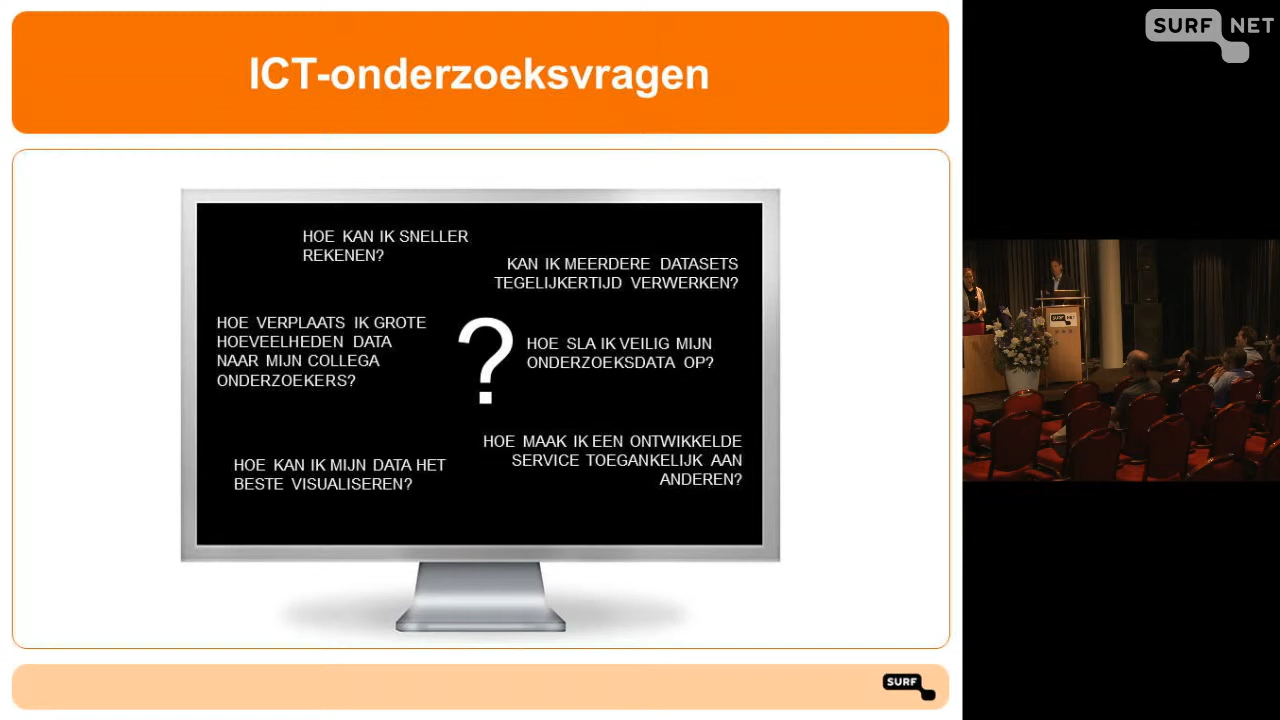 ICT-onderzoeksvragen
HOE KAN IK SNELLER
REKENEN?
KAN IK MEERDERE DATASETS
TEGELIJKERTIJD VERWERKEN?
HOE VERPLAATS IK GROTE
HOEVEELHEDEN DATA
NAAR MIJN COLLEGA
ONDERZOEKERS?
?
HOE SLA IK VEILIG MIJN
ONDERZOEKSDATA OP?
HOE MAAK IK EEN ONTWIKKELDE
SERVICE TOEGANKELIJK AAN
ANDEREN?
HOE KAN IK MIJN DATA HET
BESTE VISUALISEREN?
SURF
SURF NET
SURF NET